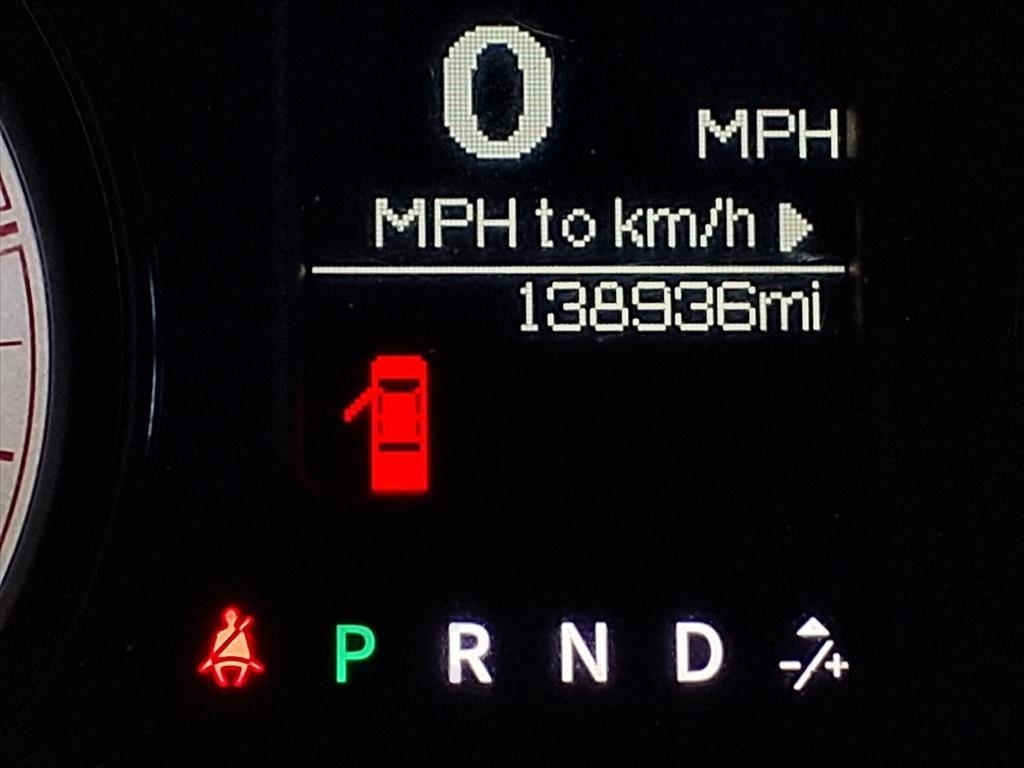 0 MPH
MPH to km/h
138936mi
P R N D -/+